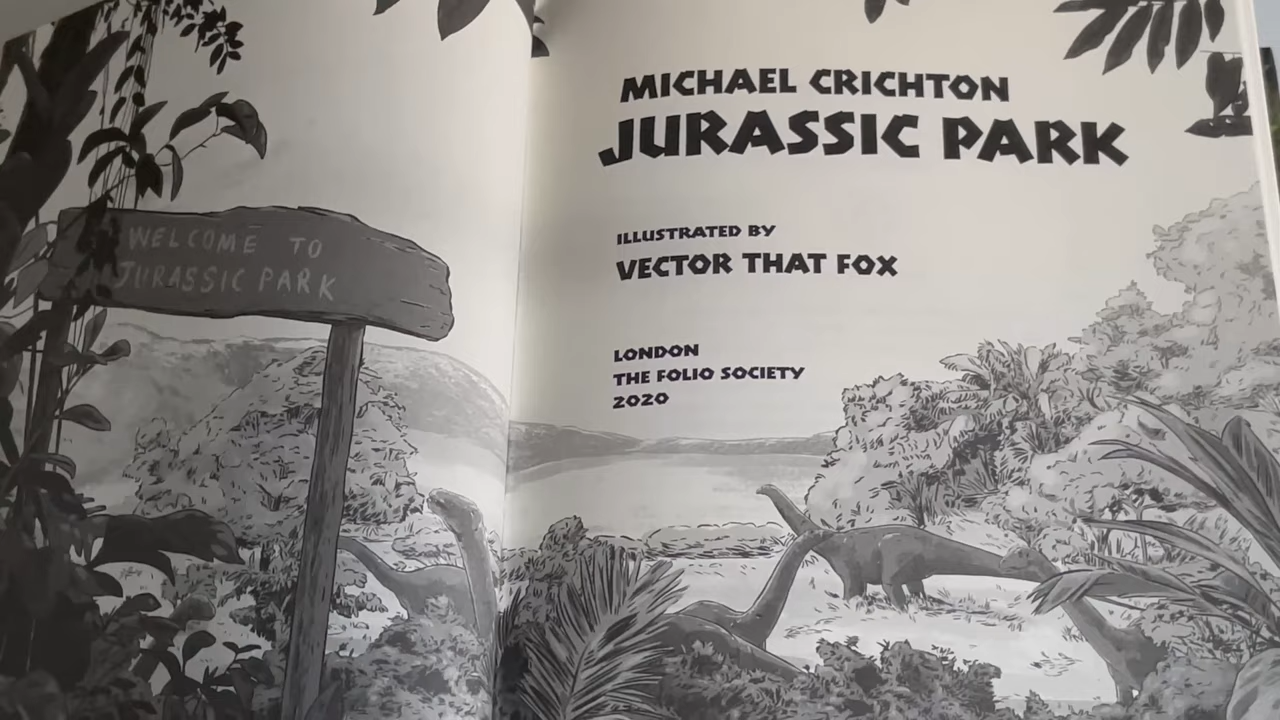 WELCOME TO
JURASSIC PARK
MICHAEL CRICHTON
JURASSIC PARK
ILLUSTRATED BY
VECTOR THAT FOX
LONDON
THE FOLIO SOCIETY
2020